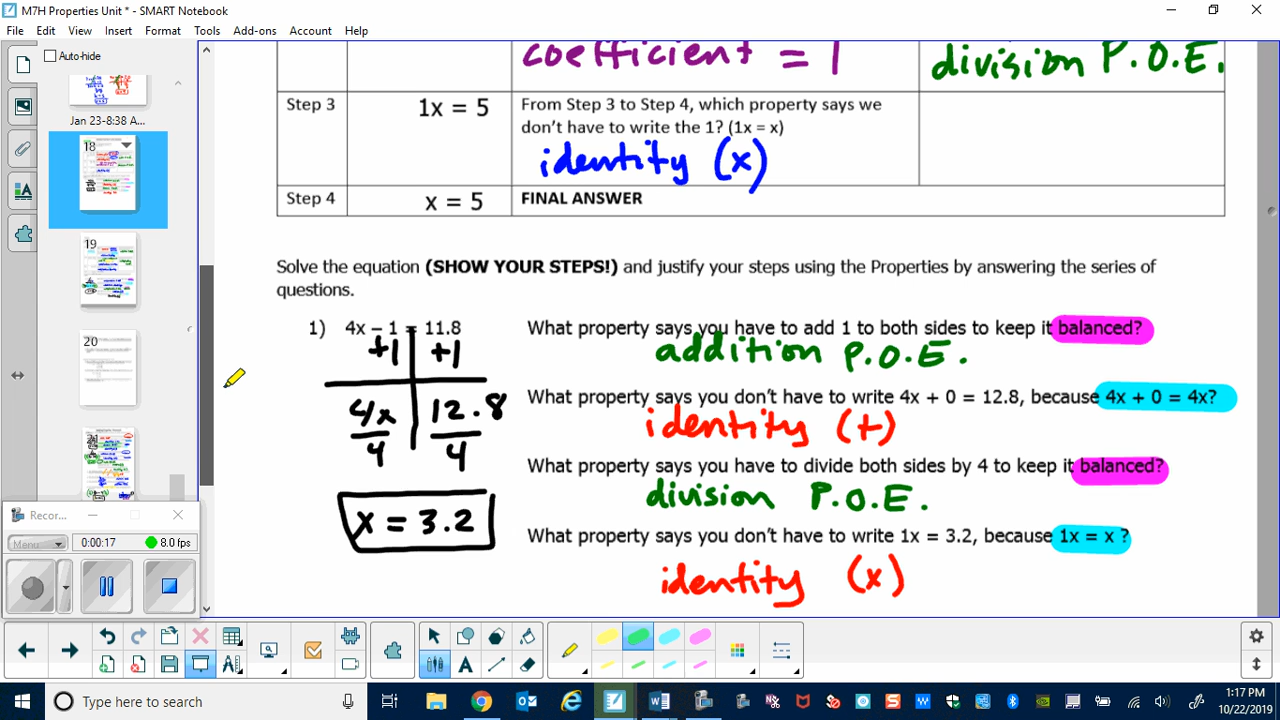 M7H Properties Unit * - SMART Notebook
File Edit View Insert Format Tools Add-ons Account Help
Auto-hide
Jan 23-8:38 A...
18
19
20
coefficient = 1
division P.O.E.
Step 3
1x = 5
From Step 3 to Step 4, which property says we
don't have to write the 1? (1x = x)
identity (x)
Step 4
x = 5
FINAL ANSWER
Solve the equation (SHOW YOUR STEPS!) and justify your steps using the Properties by answering the series of
questions.
1) 4x – 1 = 11.8
+1 +1
4x 12.8
4 4
x = 3.2
What property says you have to add 1 to both sides to keep it balanced?
addition P.O.E.
What property says you don't have to write 4x + 0 = 12.8, because 4x + 0 = 4x?
identity (+)
What property says you have to divide both sides by 4 to keep it balanced?
division P.O.E.
What property says you don't have to write 1x = 3.2, because 1x = x ?
identity (x)
Recor...
Menu
0:00:17
8.0 fps
Type here to search
1:17 PM
10/22/2019